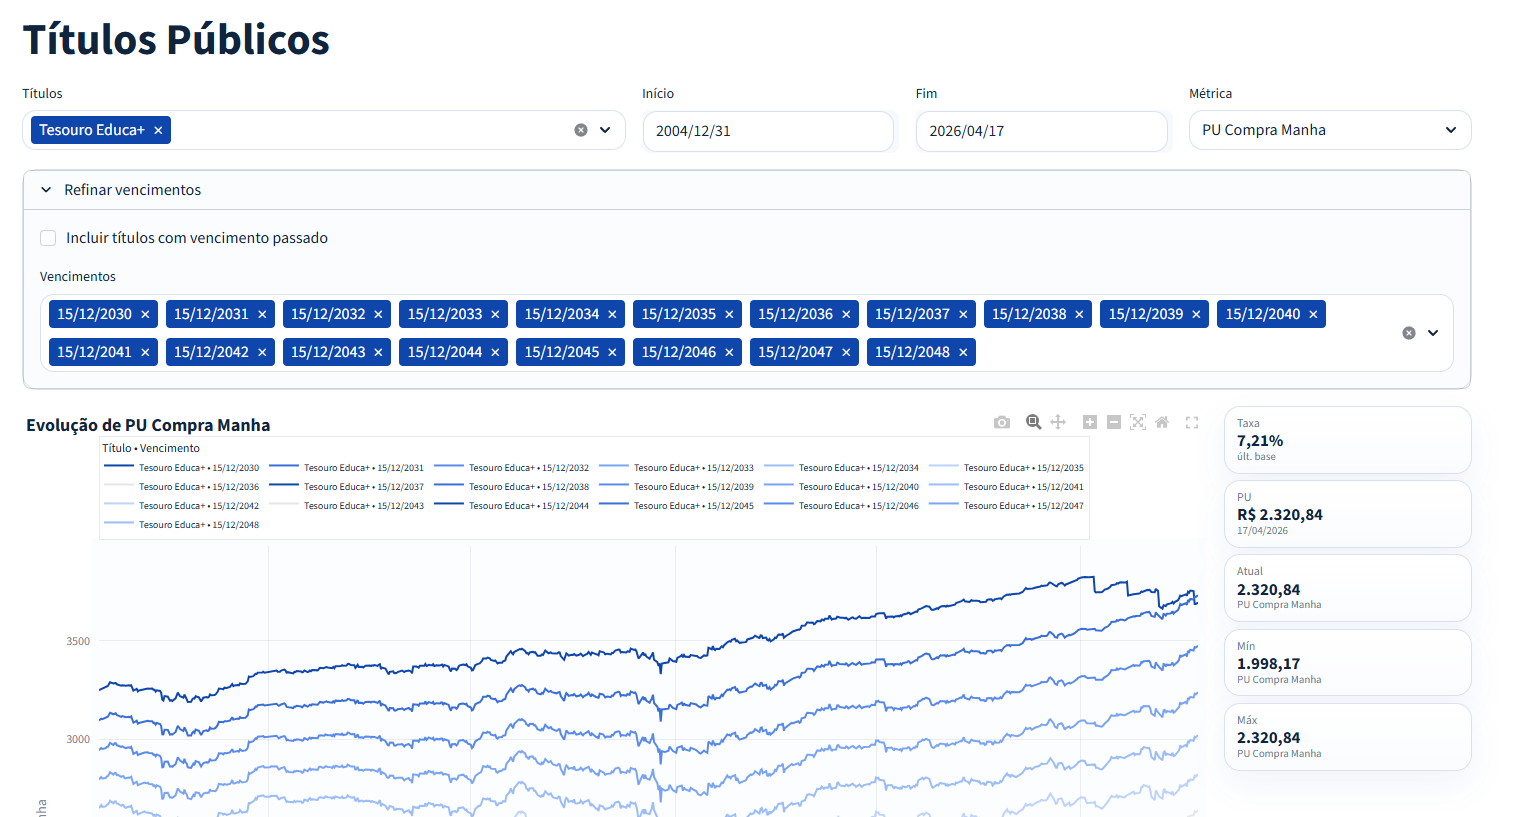 Títulos Públicos
Títulos
Início
Fim
Métrica
Tesouro Educa+ ×
2004/12/31
2026/04/17
PU Compra Manha
Refinar vencimentos
Incluir títulos com vencimento passado
Vencimentos
15/12/2030 × 15/12/2031 × 15/12/2032 × 15/12/2033 × 15/12/2034 × 15/12/2035 × 15/12/2036 × 15/12/2037 × 15/12/2038 × 15/12/2039 × 15/12/2040 ×
15/12/2041 × 15/12/2042 × 15/12/2043 × 15/12/2044 × 15/12/2045 × 15/12/2046 × 15/12/2047 × 15/12/2048 ×
Evolução de PU Compra Manha
Título • Vencimento
Tesouro Educa+ • 15/12/2030 Tesouro Educa+ • 15/12/2031 Tesouro Educa+ • 15/12/2032 Tesouro Educa+ • 15/12/2033 Tesouro Educa+ • 15/12/2034 Tesouro Educa+ • 15/12/2035
Tesouro Educa+ • 15/12/2036 Tesouro Educa+ • 15/12/2037 Tesouro Educa+ • 15/12/2038 Tesouro Educa+ • 15/12/2039 Tesouro Educa+ • 15/12/2040 Tesouro Educa+ • 15/12/2041
Tesouro Educa+ • 15/12/2042 Tesouro Educa+ • 15/12/2043 Tesouro Educa+ • 15/12/2044 Tesouro Educa+ • 15/12/2045 Tesouro Educa+ • 15/12/2046 Tesouro Educa+ • 15/12/2047
Tesouro Educa+ • 15/12/2048
3500
3000
nha
Taxa
7,21%
últ. base
PU
R$ 2.320,84
17/04/2026
Atual
2.320,84
PU Compra Manha
Mín
1.998,17
PU Compra Manha
Máx
2.320,84
PU Compra Manha